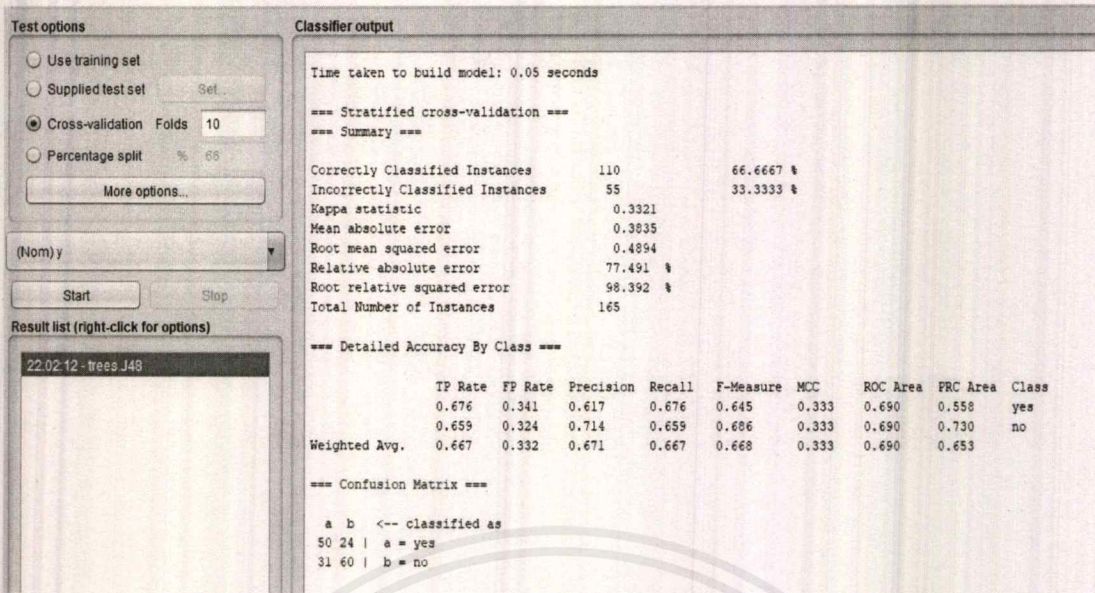 Test options
Use training set
Supplied test set Set...
Cross-validation Folds 10
Percentage split % 66
More options...
(Nom) y
Start Stop
Result list (right-click for options)
22:02:12 - trees.J48
Classifier output
Time taken to build model: 0.05 seconds
=== Stratified cross-validation ===
=== Summary ===
Correctly Classified Instances 110 66.6667 %
Incorrectly Classified Instances 55 33.3333 %
Kappa statistic 0.3321
Mean absolute error 0.3835
Root mean squared error 0.4894
Relative absolute error 77.491 %
Root relative squared error 98.392 %
Total Number of Instances 165
=== Detailed Accuracy By Class ===
TP Rate FP Rate Precision Recall F-Measure MCC ROC Area PRC Area Class
0.676 0.341 0.617 0.676 0.645 0.333 0.690 0.558 yes
0.659 0.324 0.714 0.659 0.686 0.333 0.690 0.730 no
Weighted Avg. 0.667 0.332 0.671 0.667 0.668 0.333 0.690 0.653
=== Confusion Matrix ===
a b <-- classified as
50 24 | a = yes
31 60 | b = no